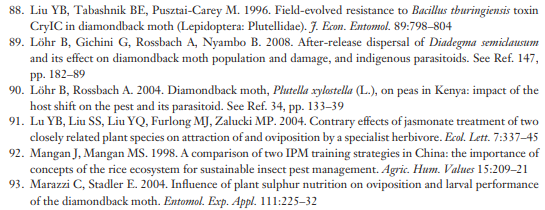 88. Liu YB, Tabashnik BE, Pusztai-Carey M. 1996. Field-evolved resistance to Bacillus thuringiensis toxin
CryIC in diamondback moth (Lepidoptera: Plutellidae). J. Econ. Entomol. 89:798–804
89. Löhr B, Gichini G, Rossbach A, Nyambo B. 2008. After-release dispersal of Diadegma semiclausum
and its effect on diamondback moth population and damage, and indigenous parasitoids. See Ref. 147,
pp. 182–89
90. Löhr B, Rossbach A. 2004. Diamondback moth, Plutella xylostella (L.), on peas in Kenya: impact of the
host shift on the pest and its parasitoid. See Ref. 34, pp. 133–39
91. Lu YB, Liu SS, Liu YQ, Furlong MJ, Zalucki MP. 2004. Contrary effects of jasmonate treatment of two
closely related plant species on attraction of and oviposition by a specialist herbivore. Ecol. Lett. 7:337–45
92. Mangan J, Mangan MS. 1998. A comparison of two IPM training strategies in China: the importance of
concepts of the rice ecosystem for sustainable insect pest management. Agric. Hum. Values 15:209–21
93. Marazzi C, Stadler E. 2004. Influence of plant sulphur nutrition on oviposition and larval performance
of the diamondback moth. Entomol. Exp. Appl. 111:225–32